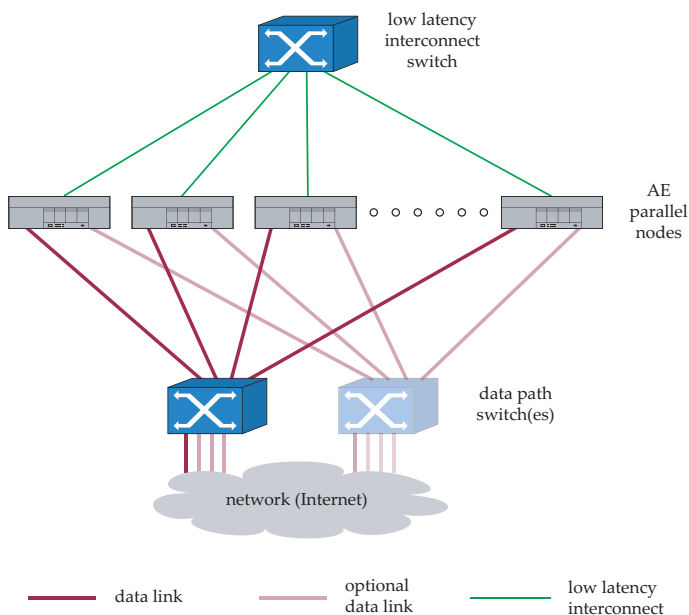 low latency
interconnect
switch
AE
parallel
nodes
data path
switch(es)
network (Internet)
data link
optional
data link
low latency
interconnect